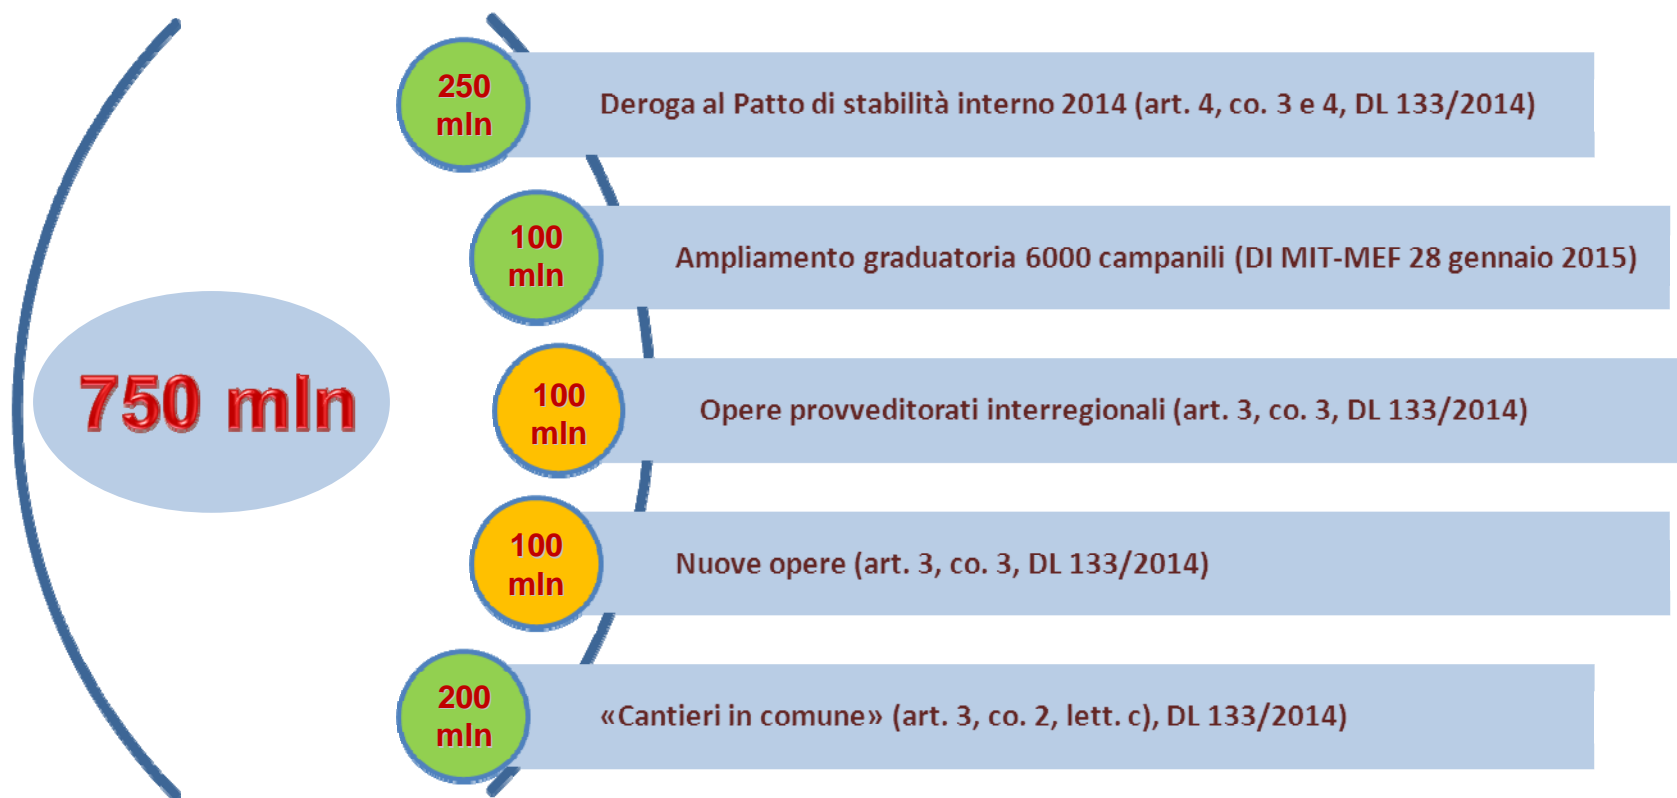 750 mln
250
mln
Deroga al Patto di stabilità interno 2014 (art. 4, co. 3 e 4, DL 133/2014)
100
mln
Ampliamento graduatoria 6000 campanili (DI MIT-MEF 28 gennaio 2015)
100
mln
Opere provveditorati interregionali (art. 3, co. 3, DL 133/2014)
100
mln
Nuove opere (art. 3, co. 3, DL 133/2014)
200
mln
«Cantieri in comune» (art. 3, co. 2, lett. c), DL 133/2014)